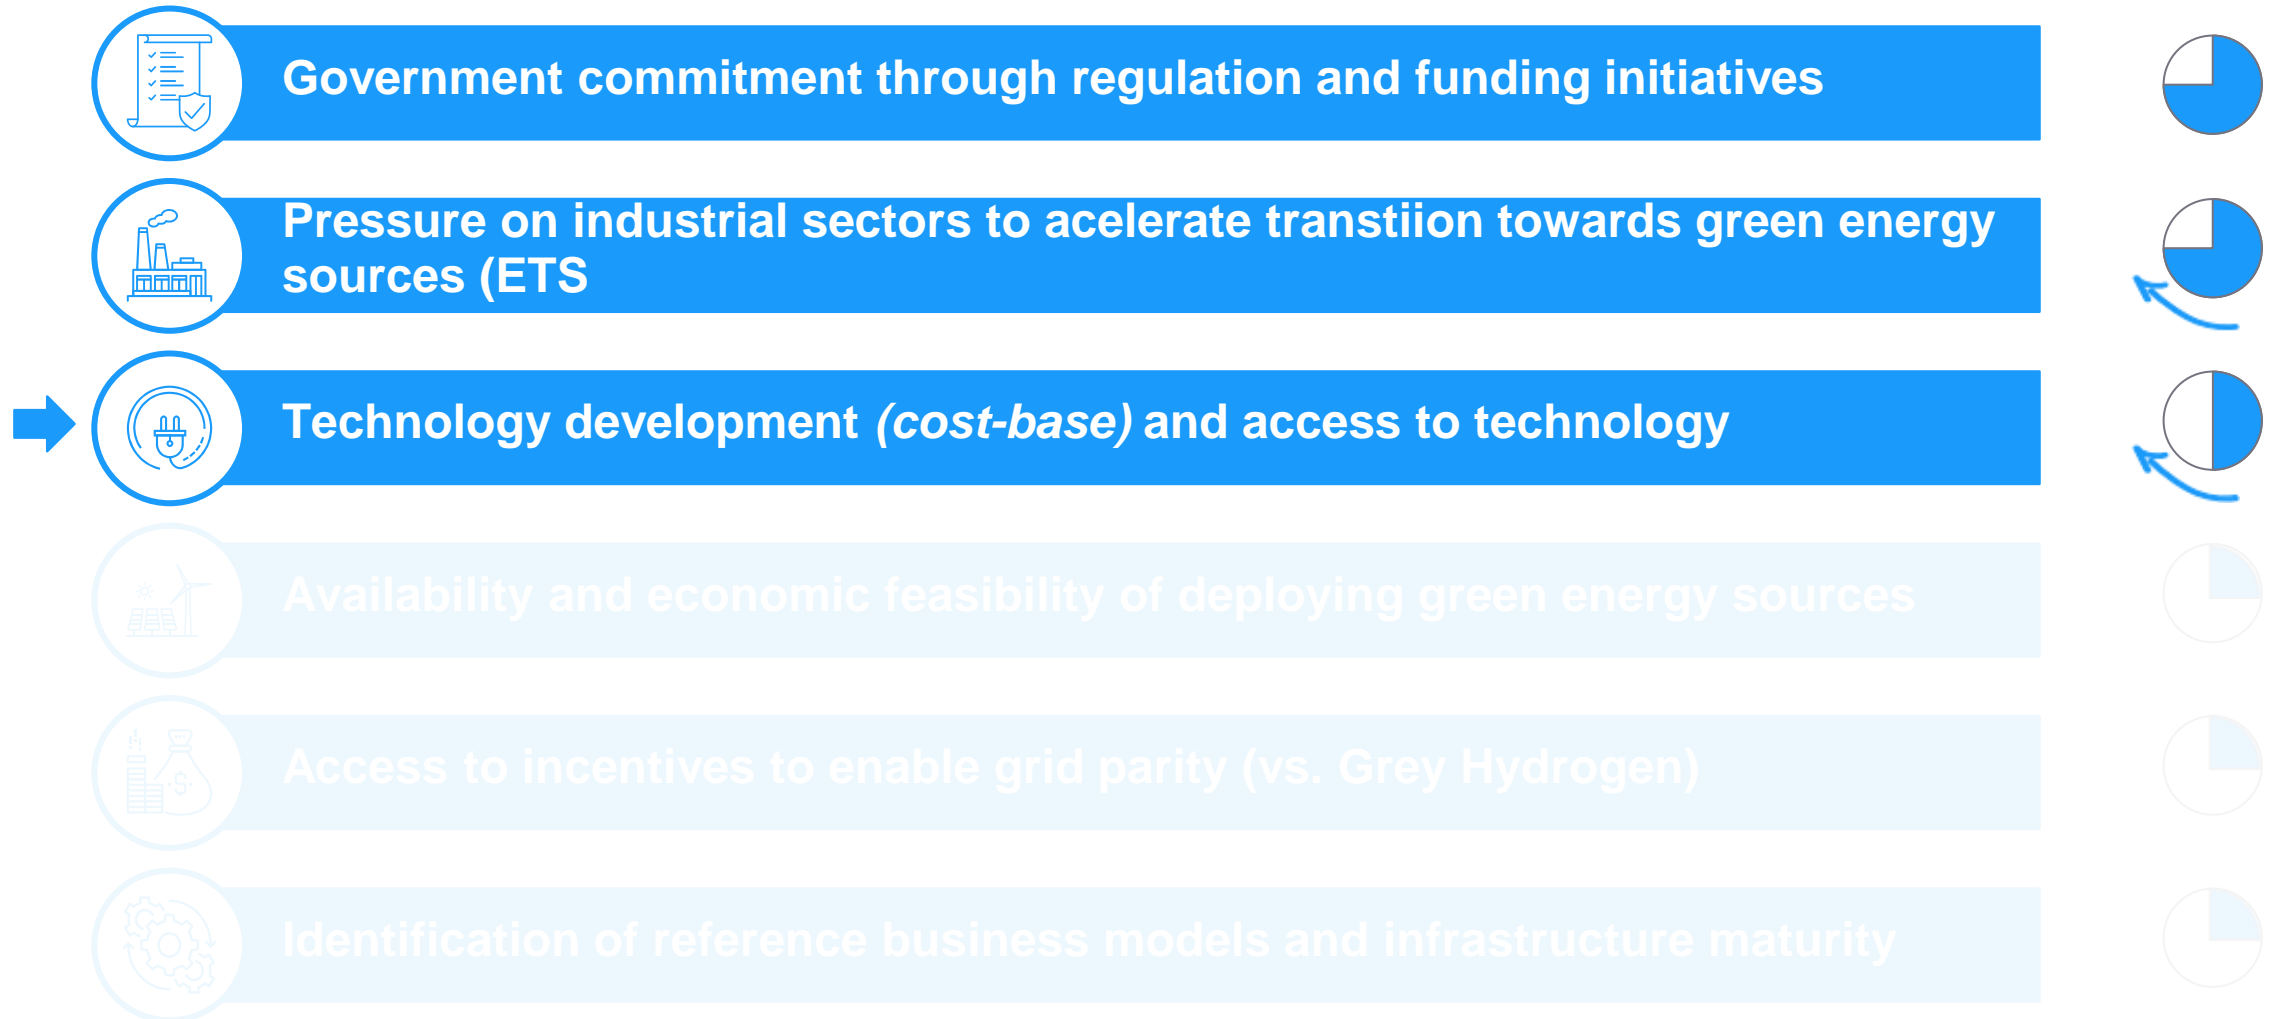 Government commitment through regulation and funding initiatives
Pressure on industrial sectors to acelerate transtiion towards green energy
sources (ETS
Technology development (cost-base) and access to technology
Availability and economic feasibility of deploying green energy sources
Access to incentives to enable grid parity (vs. Grey Hydrogen)
Identification of reference business models and infrastructure maturity